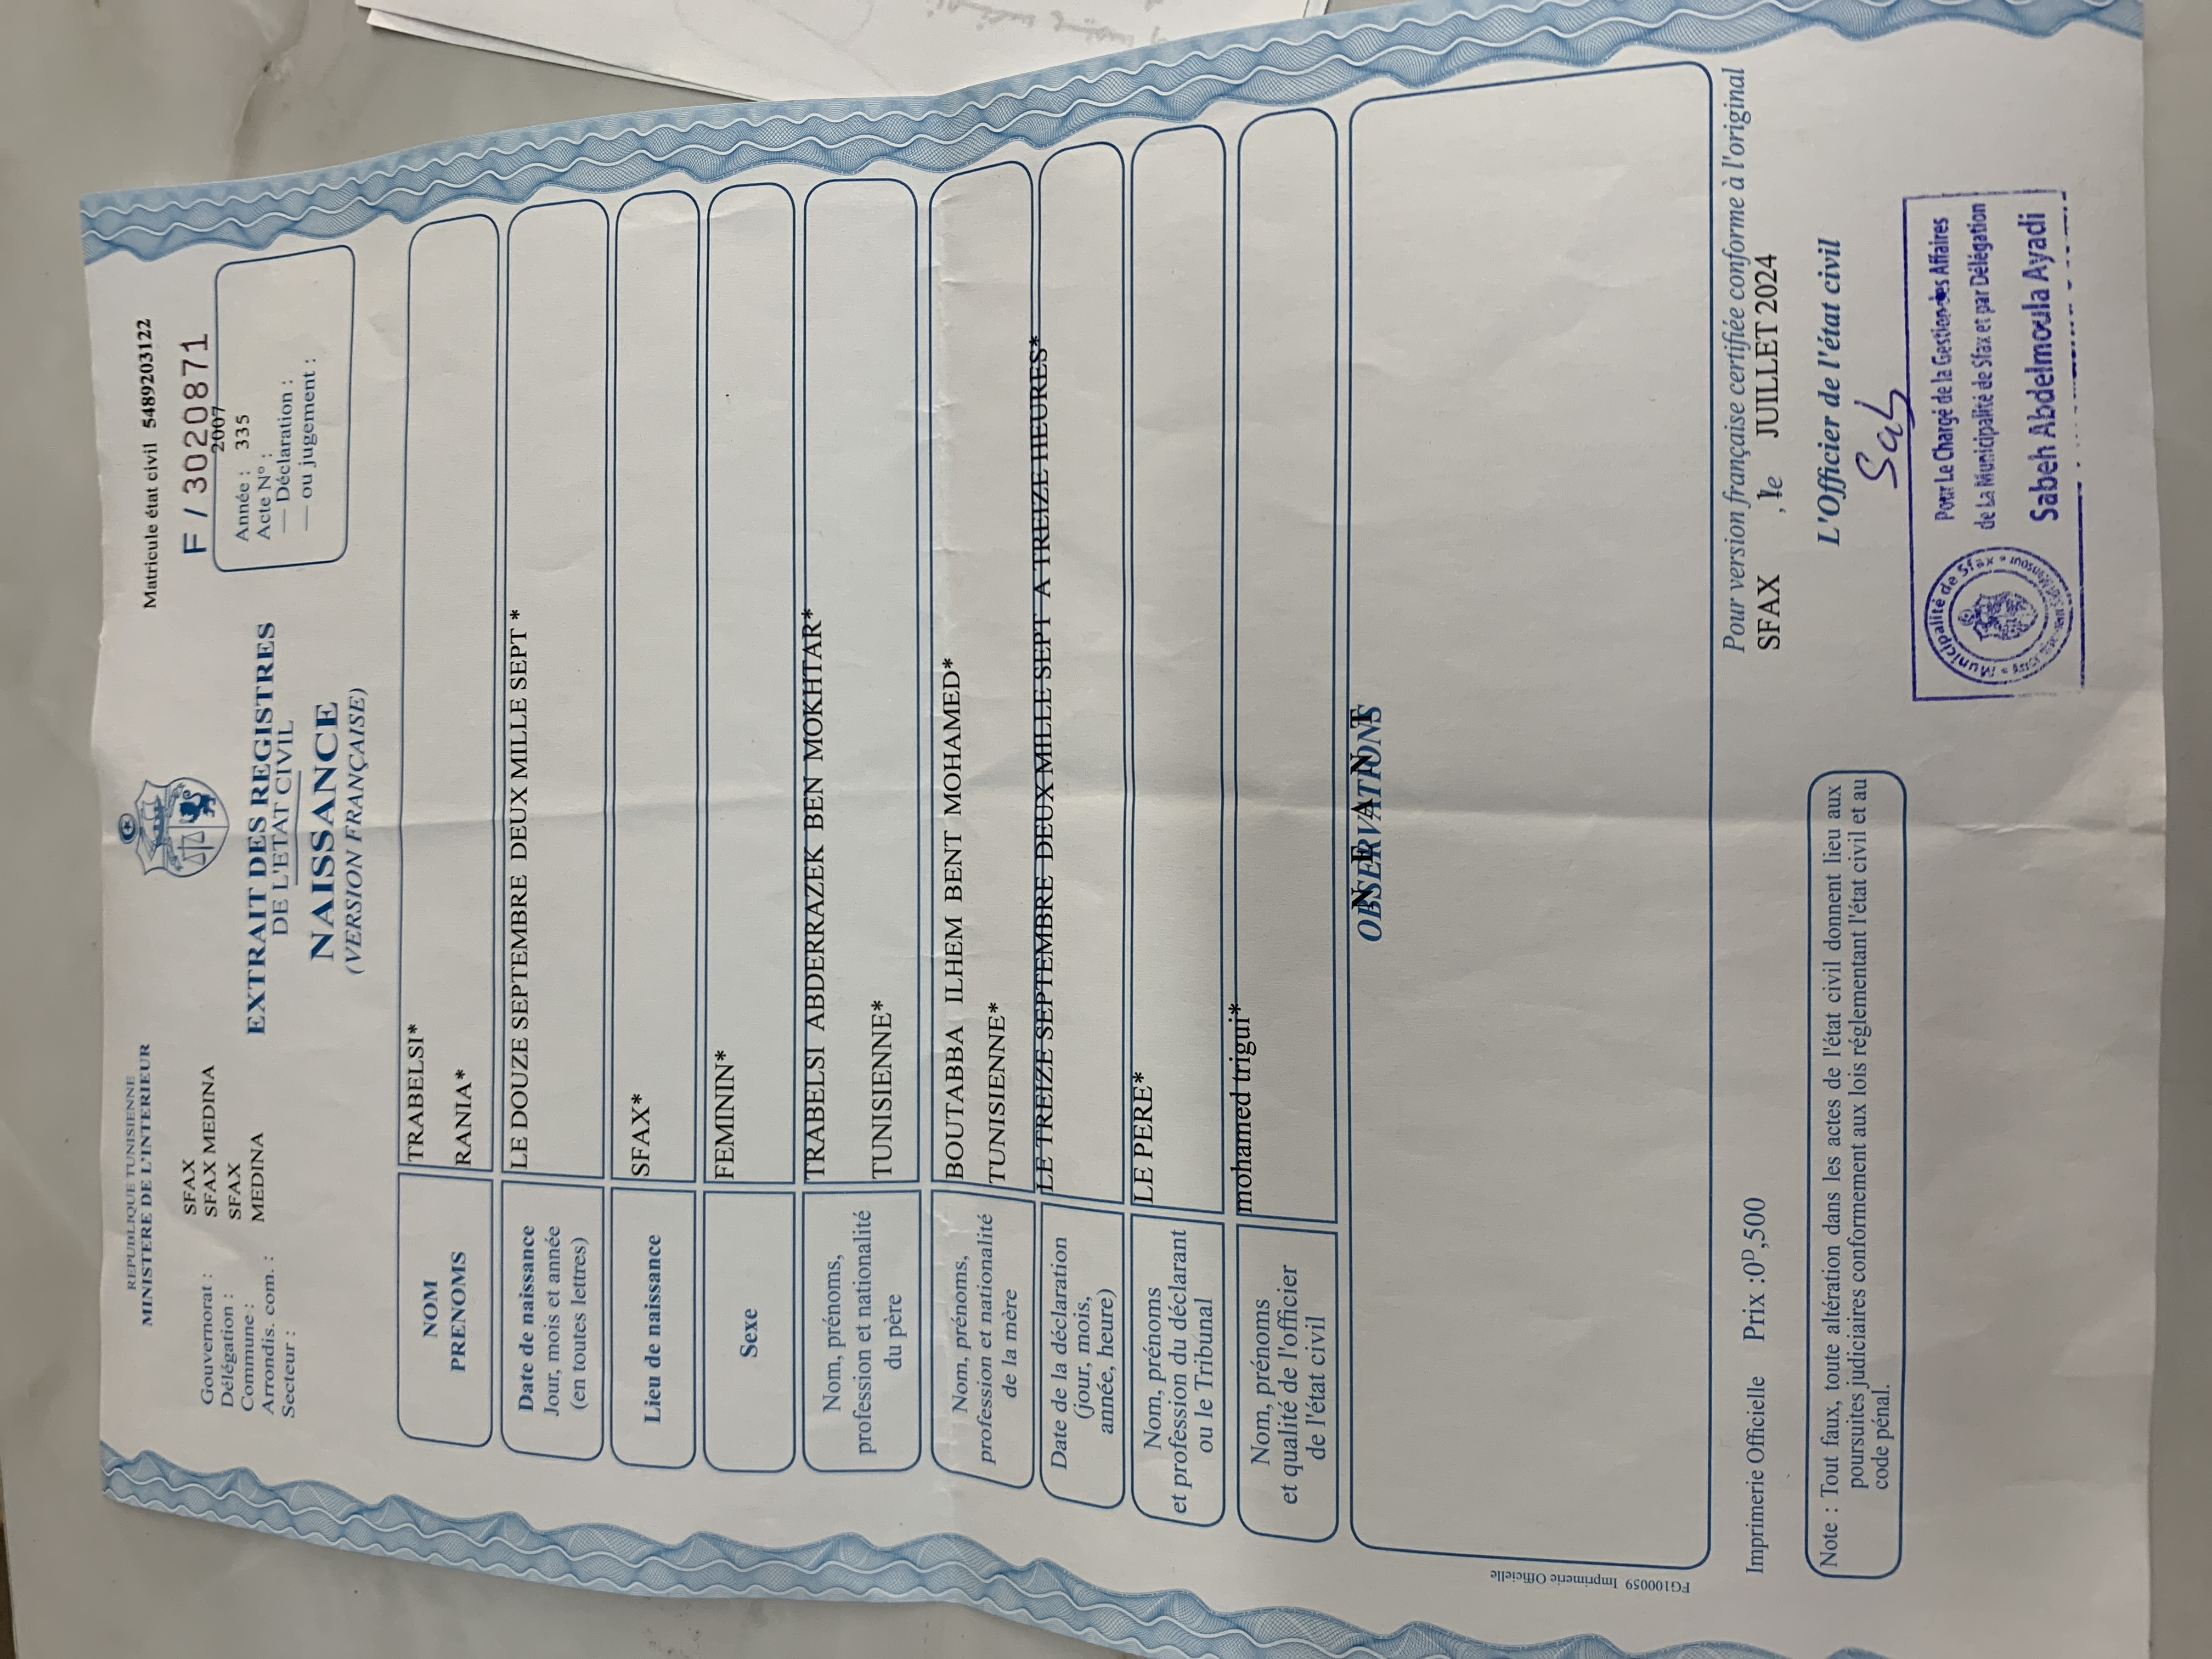 REPUBLIQUE TUNISIENNE
MINISTERE DE L'INTERIEUR
Gouvernorat : SFAX
Délégation : SFAX MEDINA
Commune : SFAX
Arrondis. com. : MEDINA
Secteur :
Matricule état civil 5489203122
F / 3020871
2007
Année : 335
Acte N° :
— Déclaration :
— ou jugement :
EXTRAIT DES REGISTRES
DE L'ETAT CIVIL
NAISSANCE
(VERSION FRANÇAISE)
NOM
PRENOMS
TRABELSI*
RANIA*
Date de naissance
Jour, mois et année
(en toutes lettres)
LE DOUZE SEPTEMBRE DEUX MILLE SEPT *
Lieu de naissance
SFAX*
Sexe
FEMININ*
Nom, prénoms,
profession et nationalité
du père
TRABELSI ABDERRAZEK BEN MOKHTAR*
TUNISIENNE*
Nom, prénoms,
profession et nationalité
de la mère
BOUTABBA ILHEM BENT MOHAMED*
TUNISIENNE*
Date de la déclaration
(jour, mois,
année, heure)
LE TREIZE SEPTEMBRE DEUX MILLE SEPT A TREIZE HEURES*
Nom, prénoms
et profession du déclarant
ou le Tribunal
LE PERE*
Nom, prénoms
et qualité de l'officier
de l'état civil
mohamed trigui*
OBSERVATIONS
NEANT
FG100059 Imprimerie Officielle
Imprimerie Officielle Prix :0D,500
Pour version française certifiée conforme à l'original
SFAX , le JUILLET 2024
L'Officier de l'état civil
Note : Tout faux, toute altération dans les actes de l'état civil donnent lieu aux
poursuites judiciaires conformement aux lois réglementant l'état civil et au
code pénal.
Municipalité de Sfax
Pour Le Chargé de la Gestion des Affaires
de La Municipalité de Sfax et par Délégation
Sabeh Abdelmoula Ayadi